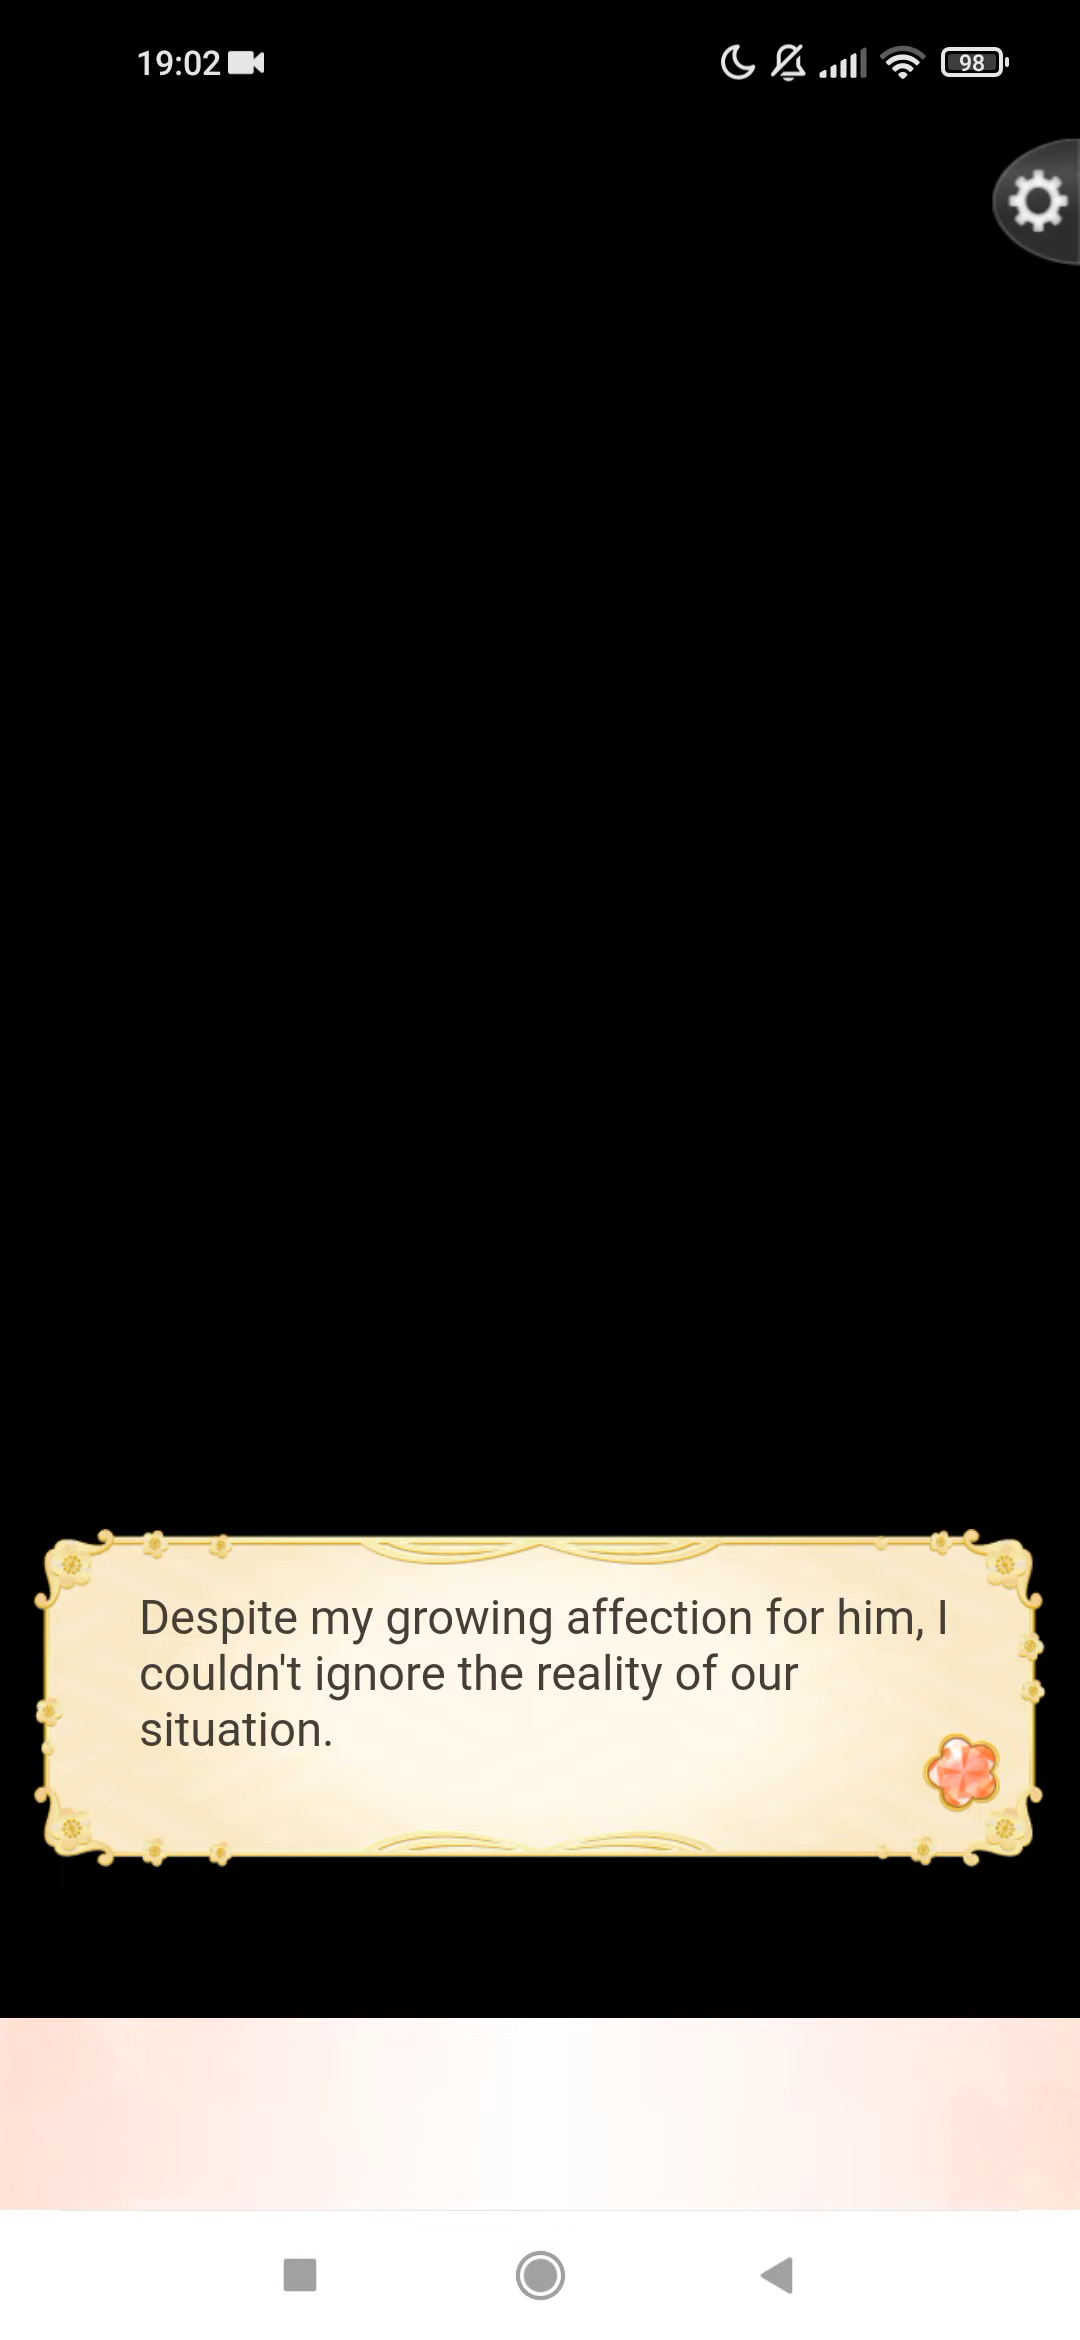 19:02
98
Despite my growing affection for him, I
couldn't ignore the reality of our
situation.